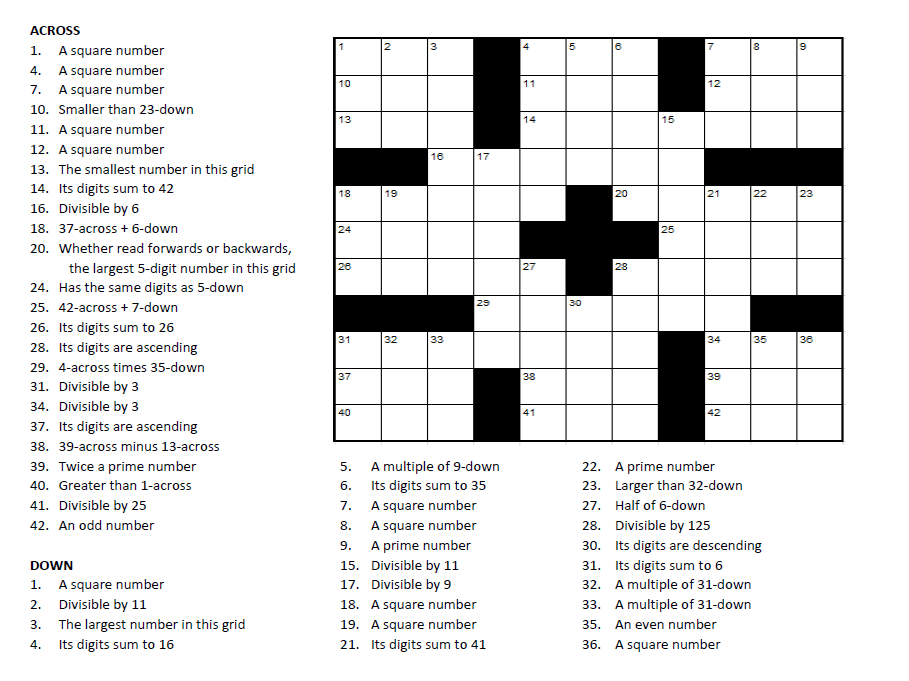 ACROSS
1. A square number
4. A square number
7. A square number
10. Smaller than 23-down
11. A square number
12. A square number
13. The smallest number in this grid
14. Its digits sum to 42
16. Divisible by 6
18. 37-across + 6-down
20. Whether read forwards or backwards,
the largest 5-digit number in this grid
24. Has the same digits as 5-down
25. 42-across + 7-down
26. Its digits sum to 26
28. Its digits are ascending
29. 4-across times 35-down
31. Divisible by 3
34. Divisible by 3
37. Its digits are ascending
38. 39-across minus 13-across
39. Twice a prime number
40. Greater than 1-across
41. Divisible by 25
42. An odd number
DOWN
1. A square number
2. Divisible by 11
3. The largest number in this grid
4. Its digits sum to 16
1 2 3 4 5 6 7 8 9
10 11 12
13 14 15
16 17
18 19 20 21 22 23
24 25
26 27 28
29 30
31 32 33 34 35 36
37 38 39
40 41 42
5. A multiple of 9-down
6. Its digits sum to 35
7. A square number
8. A square number
9. A prime number
15. Divisible by 11
17. Divisible by 9
18. A square number
19. A square number
21. Its digits sum to 41
22. A prime number
23. Larger than 32-down
27. Half of 6-down
28. Divisible by 125
30. Its digits are descending
31. Its digits sum to 6
32. A multiple of 31-down
33. A multiple of 31-down
35. An even number
36. A square number